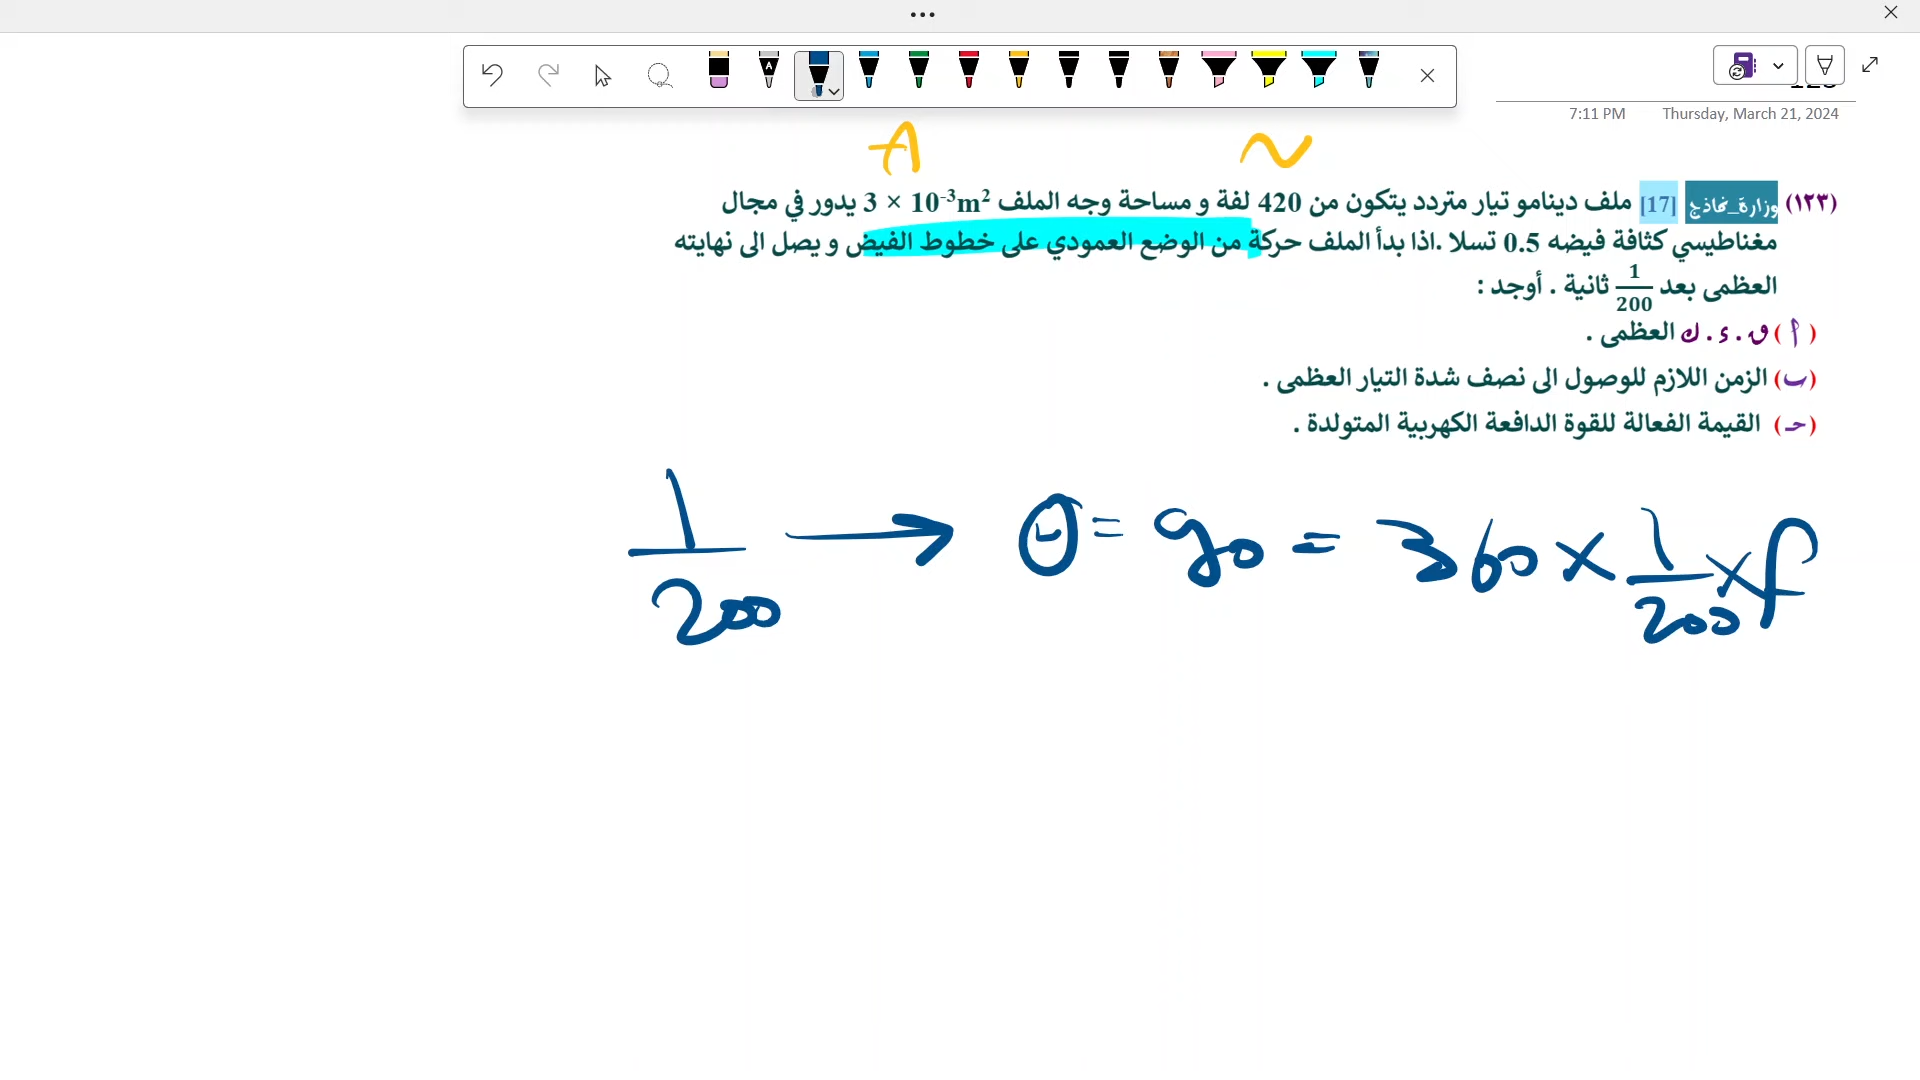 123
7:11 PM Thursday, March 21, 2024
A N
(١٢٣) وزارة_نماذج [17] ملف دينامو تيار متردد يتكون من 420 لفة و مساحة وجه الملف 3 × 10⁻³m² يدور في مجال
مغناطيسي كثافة فيضه 0.5 تسلا .اذا بدأ الملف حركة من الوضع العمودي على خطوط الفيض و يصل الى نهايته
العظمى بعد 1/200 ثانية . أوجد :
(أ) ق . ء . ك العظمى .
(ب) الزمن اللازم للوصول الى نصف شدة التيار العظمى .
(حـ) القيمة الفعالة للقوة الدافعة الكهربية المتولدة .
1/200 → θ = 90 = 360 × 1/200 × f